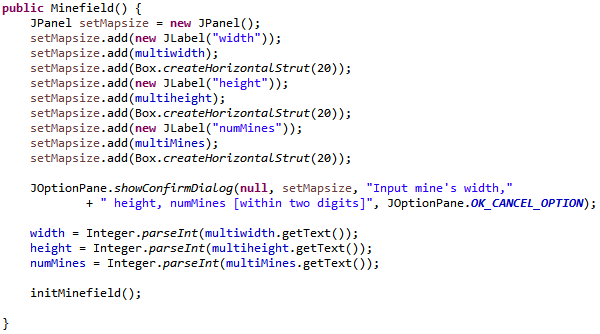 public Minefield() {
    JPanel setMapsize = new JPanel();
    setMapsize.add(new JLabel("width"));
    setMapsize.add(multiwidth);
    setMapsize.add(Box.createHorizontalStrut(20));
    setMapsize.add(new JLabel("height"));
    setMapsize.add(multiheight);
    setMapsize.add(Box.createHorizontalStrut(20));
    setMapsize.add(new JLabel("numMines"));
    setMapsize.add(multiMines);
    setMapsize.add(Box.createHorizontalStrut(20));

    JOptionPane.showConfirmDialog(null, setMapsize, "Input mine's width,"
            + " height, numMines [within two digits]", JOptionPane.OK_CANCEL_OPTION);

    width = Integer.parseInt(multiwidth.getText());
    height = Integer.parseInt(multiheight.getText());
    numMines = Integer.parseInt(multiMines.getText());

    initMinefield();

}